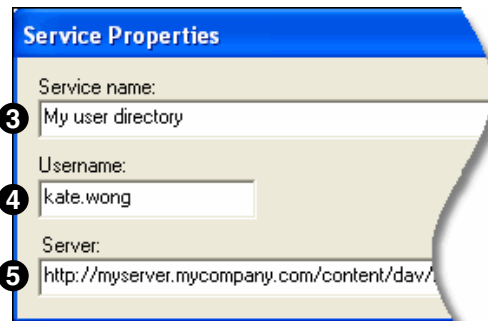 Service Properties
Service name:
3 My user directory
Username:
4 kate.wong
Server:
5 http://myserver.mycompany.com/content/dav/